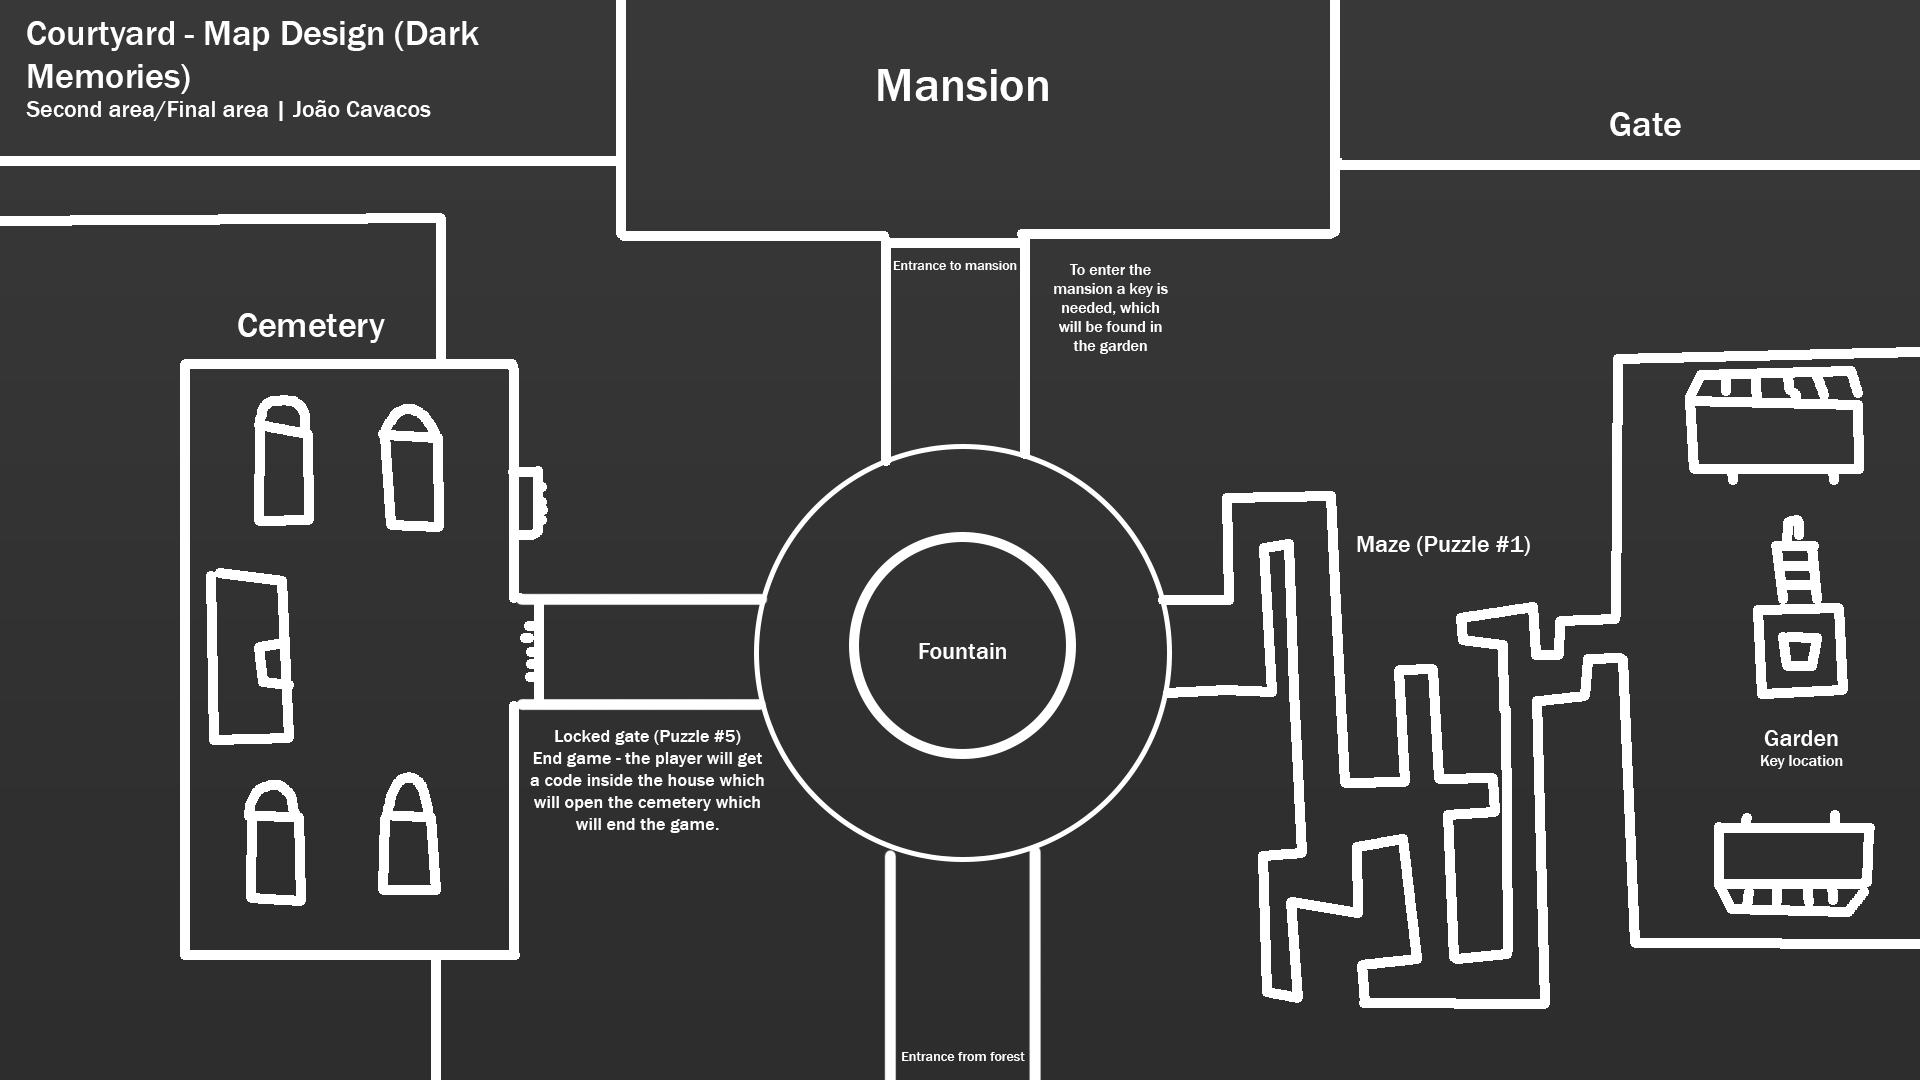 Courtyard - Map Design (Dark
Memories)
Second area/Final area | João Cavacos
Mansion
Gate
Entrance to mansion
To enter the
mansion a key is
needed, which
will be found in
the garden
Cemetery
Maze (Puzzle #1)
Fountain
Locked gate (Puzzle #5)
End game - the player will get
a code inside the house which
will open the cemetery which
will end the game.
Garden
Key location
Entrance from forest